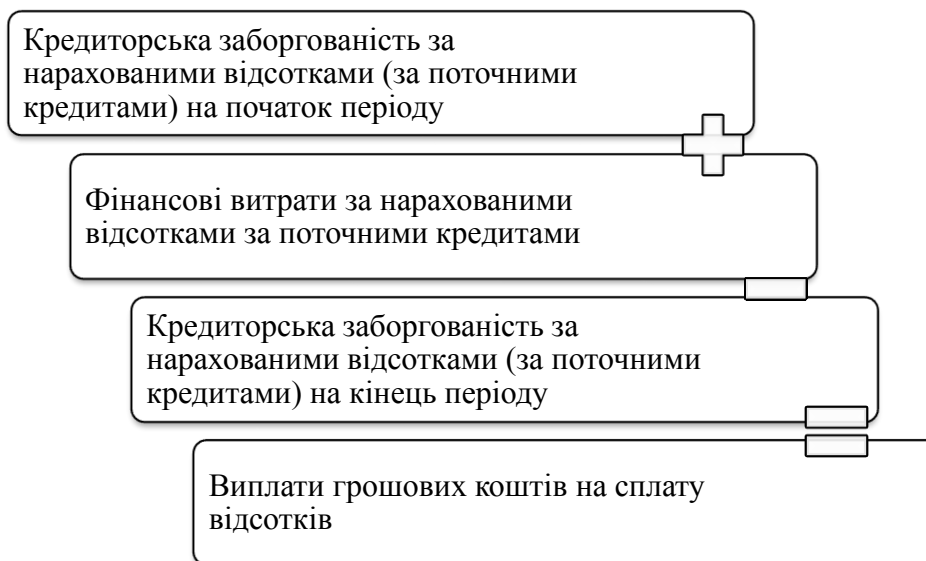 Кредиторська заборгованість за
нарахованими відсотками (за поточними
кредитами) на початок періоду
Фінансові витрати за нарахованими
відсотками за поточними кредитами
Кредиторська заборгованість за
нарахованими відсотками (за поточними
кредитами) на кінець періоду
Виплати грошових коштів на сплату
відсотків